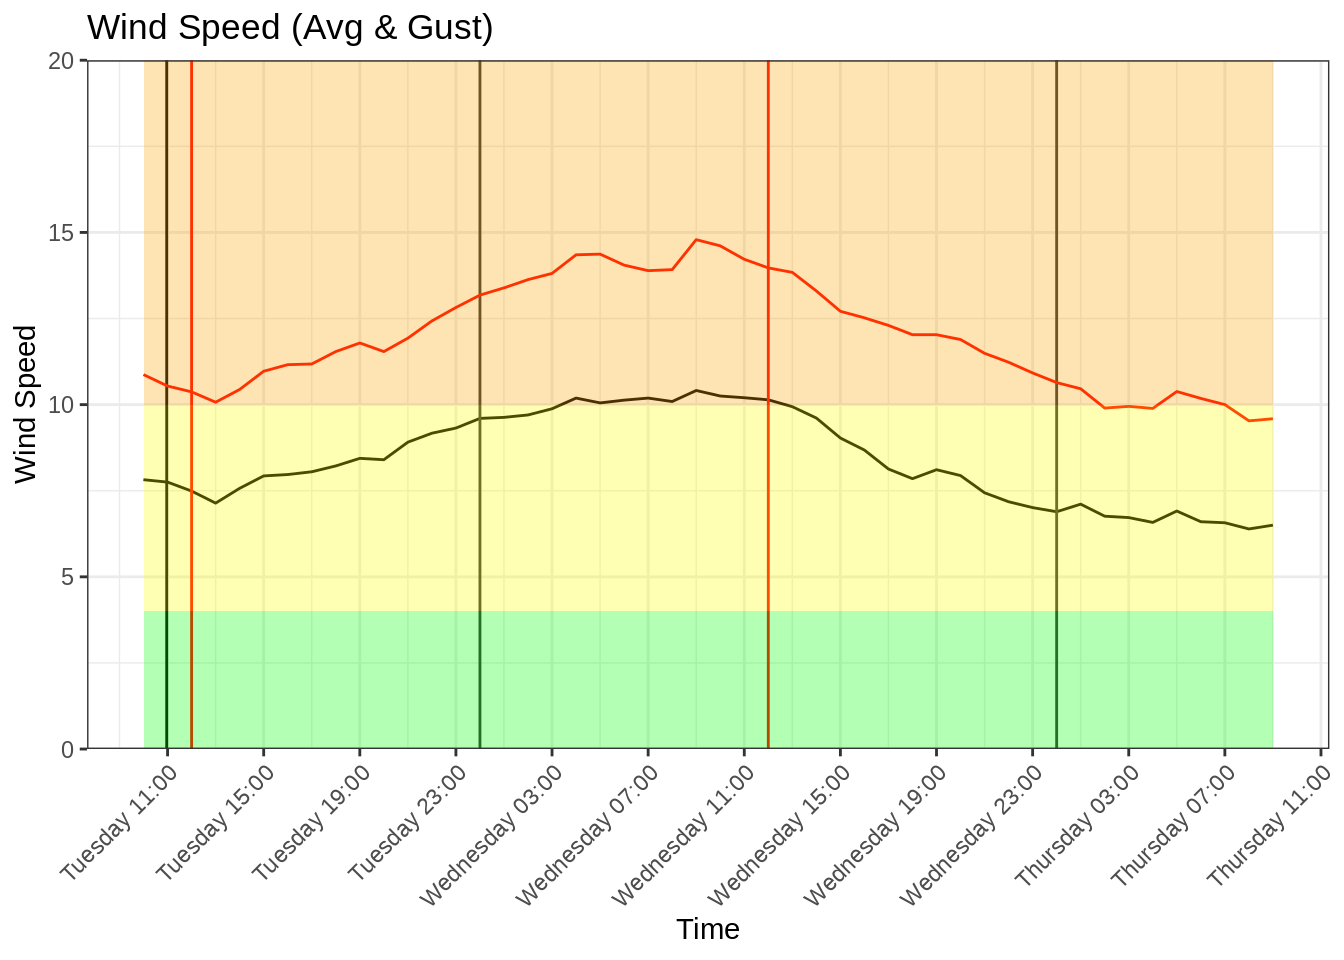 Wind Speed (Avg & Gust)
20
15
10
5
0
Wind Speed
Tuesday 11:00
Tuesday 15:00
Tuesday 19:00
Tuesday 23:00
Wednesday 03:00
Wednesday 07:00
Wednesday 11:00
Wednesday 15:00
Wednesday 19:00
Wednesday 23:00
Thursday 03:00
Thursday 07:00
Thursday 11:00
Time